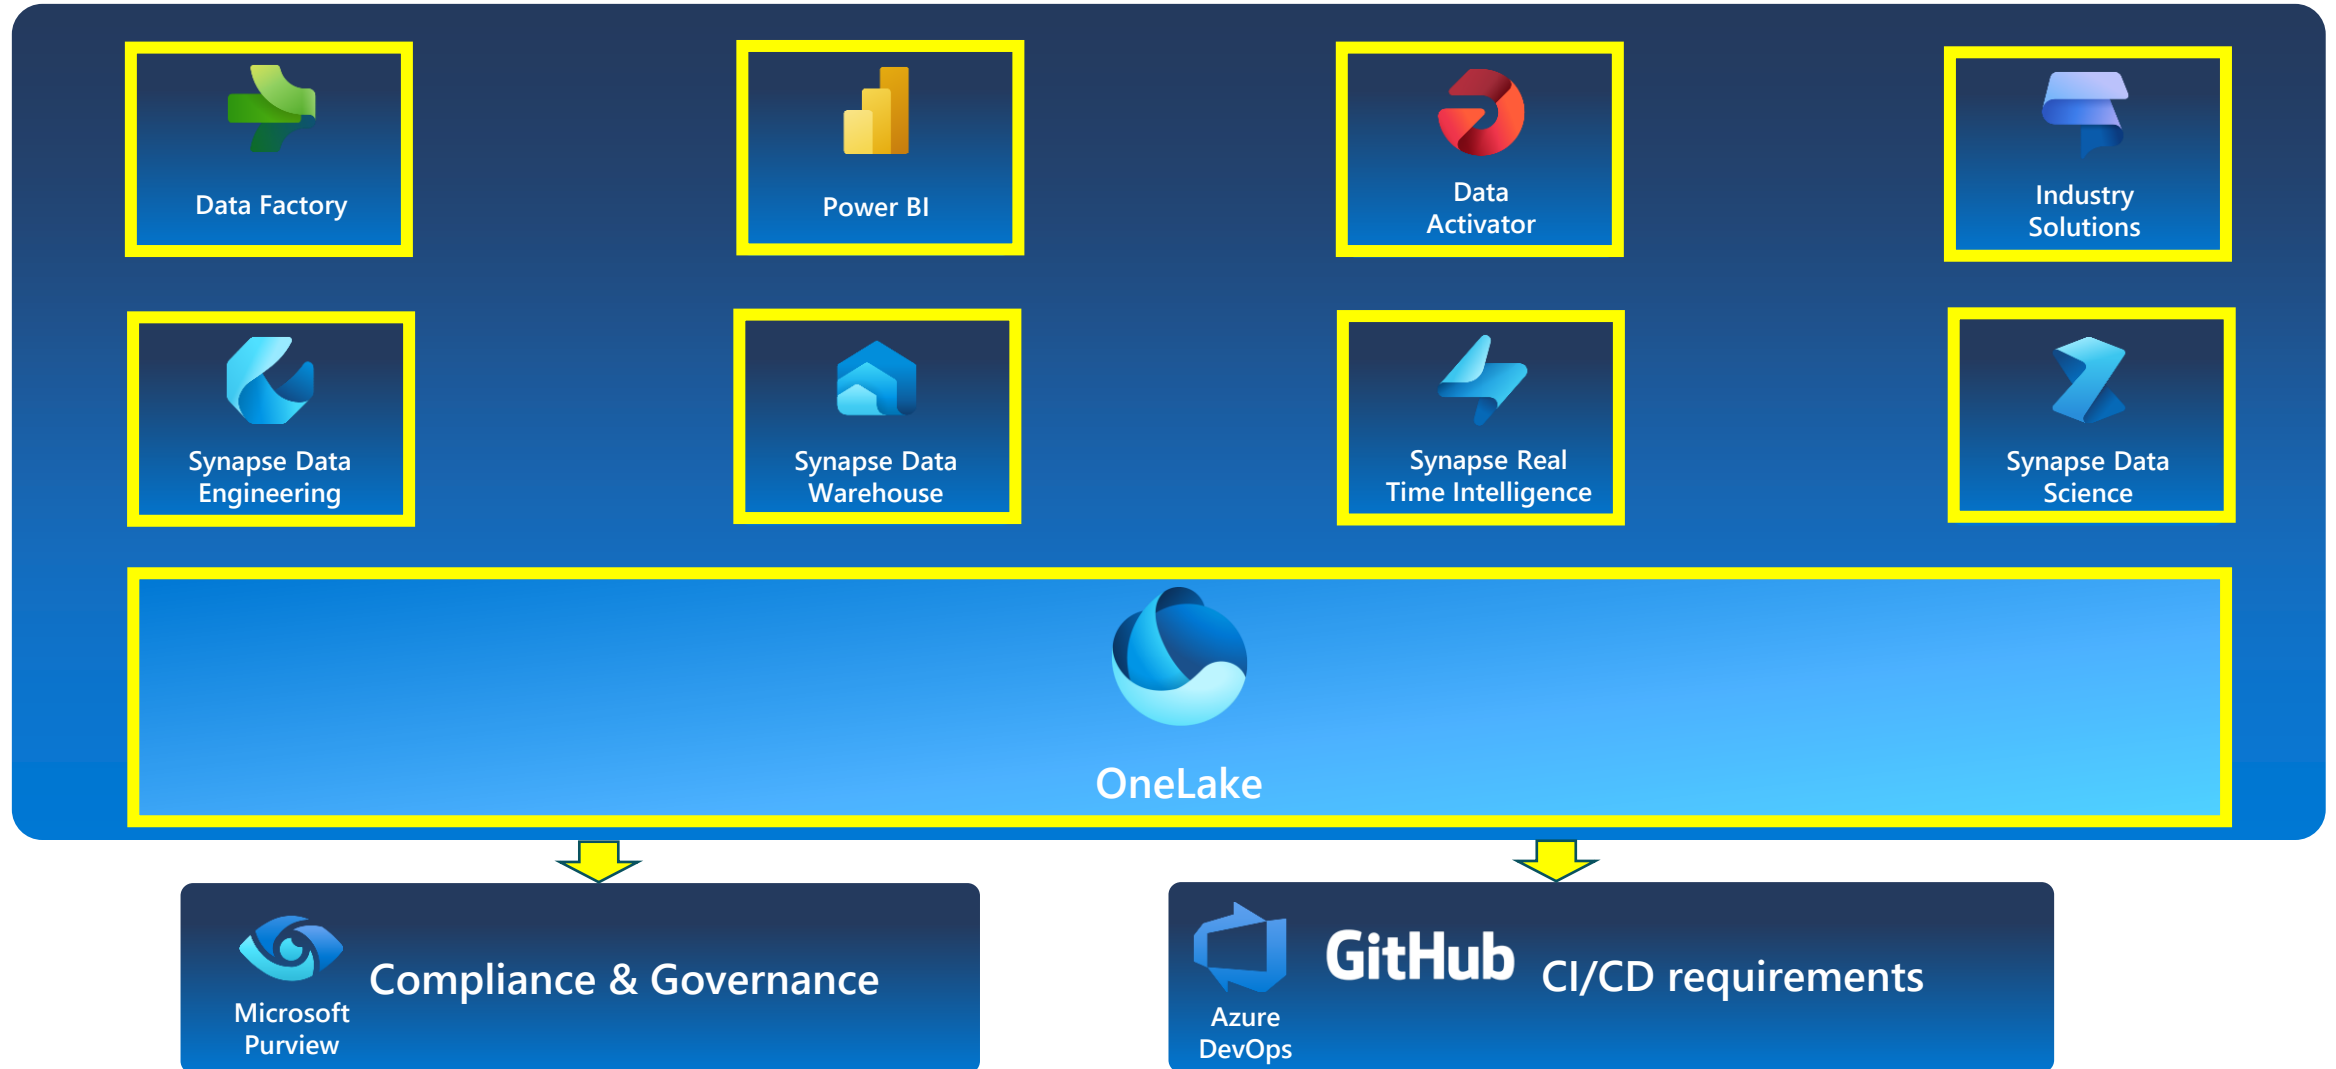 Data Factory
Power BI
Data
Activator
Industry
Solutions
Synapse Data
Engineering
Synapse Data
Warehouse
Synapse Real
Time Intelligence
Synapse Data
Science
OneLake
Microsoft
Purview
Compliance & Governance
Azure
DevOps
GitHub
CI/CD requirements